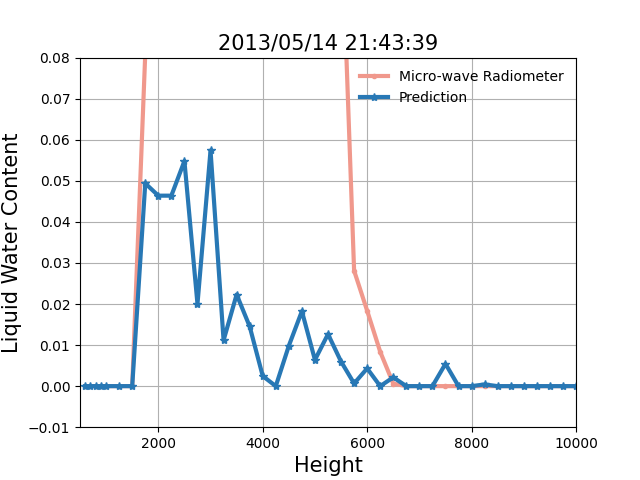 2013/05/14 21:43:39
Micro-wave Radiometer
Prediction
0.08
0.07
0.06
0.05
0.04
0.03
0.02
0.01
0.00
−0.01
Liquid Water Content
2000 4000 6000 8000 10000
Height